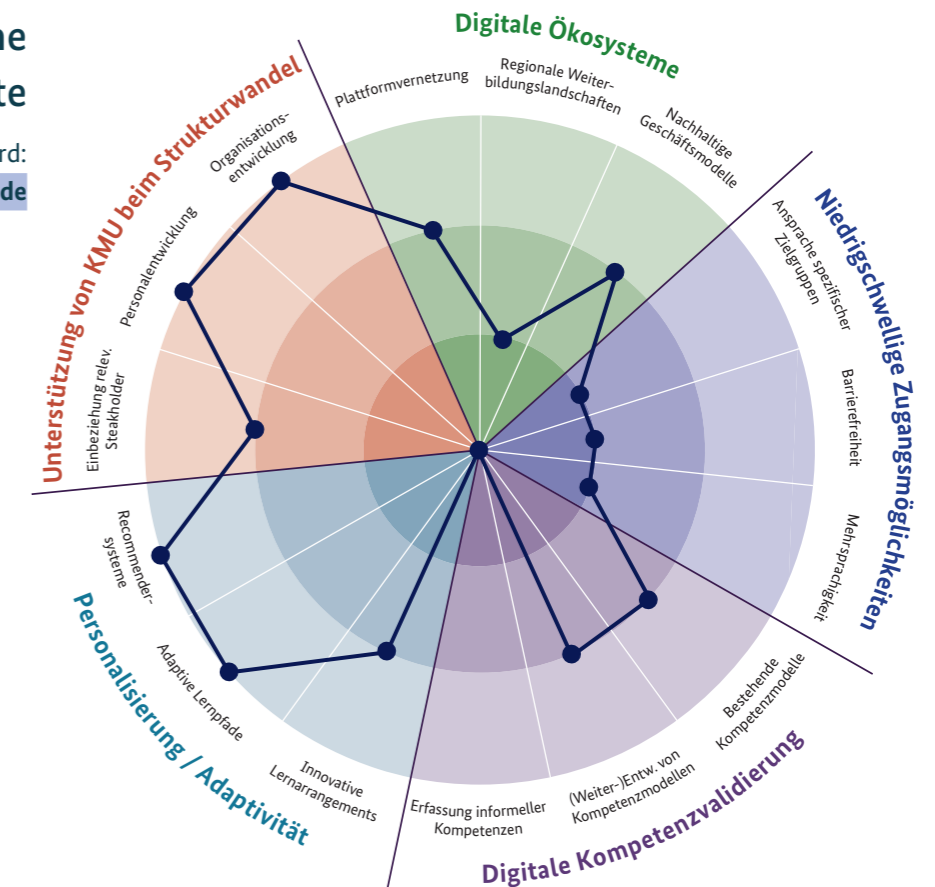 ne
te
rd:
de
Digitale Ökosysteme
Plattformvernetzung
Regionale Weiter-
bildungslandschaften
Nachhaltige
Geschäftsmodelle
Niedrigschwellige Zugangsmöglichkeiten
Ansprache spezifischer
Zielgruppen
Barrierefreiheit
Mehrsprachigkeit
Digitale Kompetenzvalidierung
Bestehende
Kompetenzmodelle
(Weiter-)Entw. von
Kompetenzmodellen
Erfassung informeller
Kompetenzen
Personalisierung / Adaptivität
Innovative
Lernarrangements
Adaptive Lernpfade
Recommender-
systeme
Unterstützung von KMU beim Strukturwandel
Einbeziehung relev.
Steakholder
Personalentwicklung
Organisations-
entwicklung